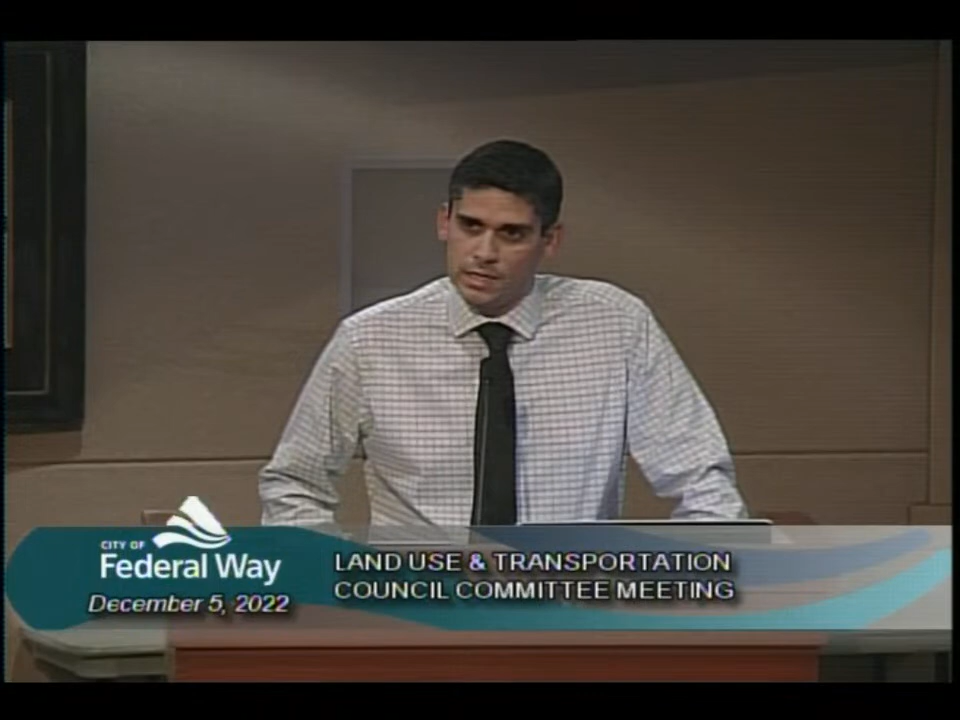 CITY OF
Federal Way
December 5, 2022
LAND USE & TRANSPORTATION
COUNCIL COMMITTEE MEETING